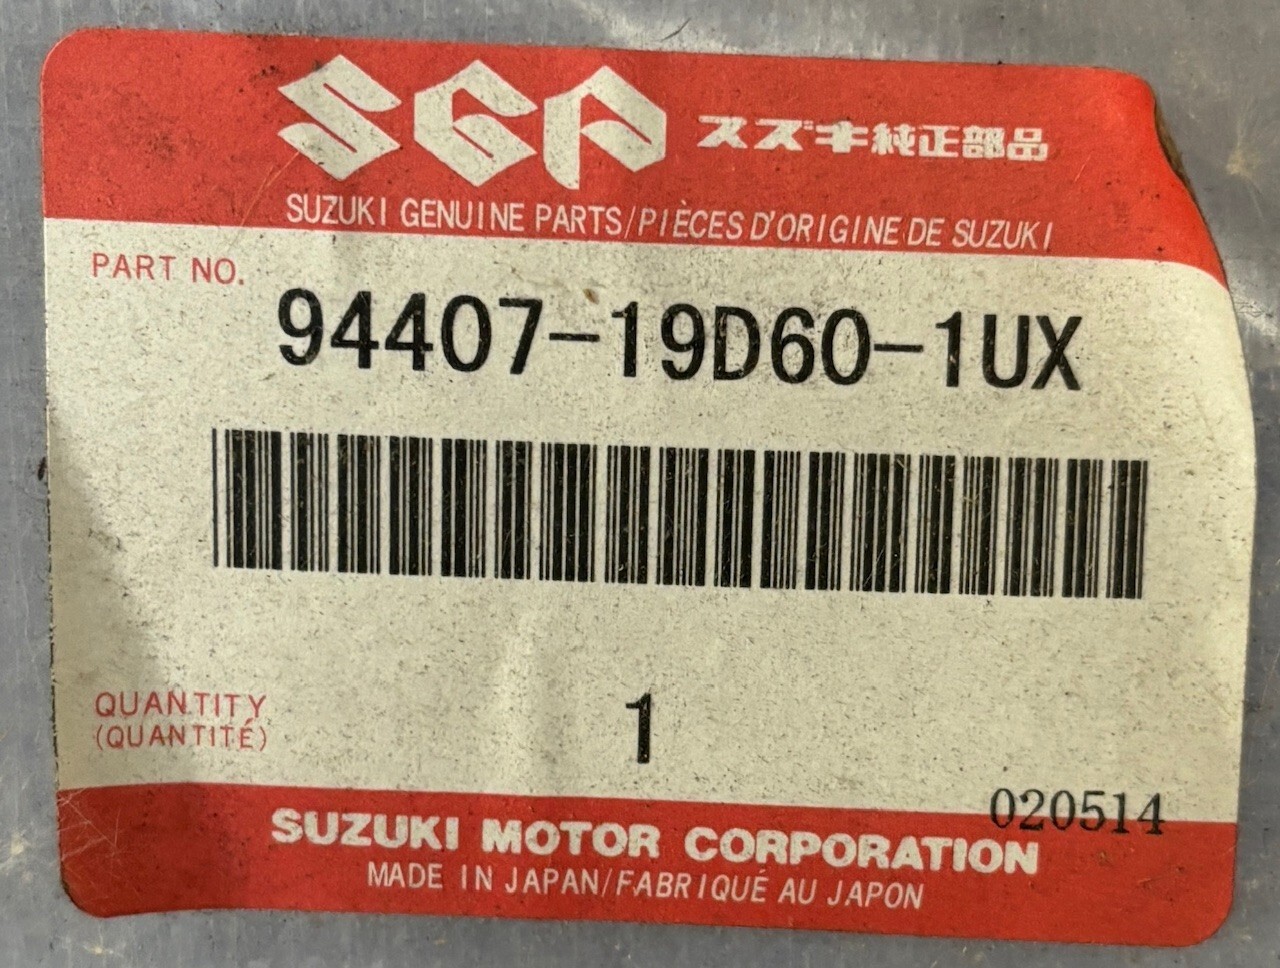 SGP スズキ純正部品
SUZUKI GENUINE PARTS/PIÈCES D'ORIGINE DE SUZUKI
PART NO.
94407-19D60-1UX
QUANTITY
(QUANTITÉ)
1
020514
SUZUKI MOTOR CORPORATION
MADE IN JAPAN/FABRIQUÉ AU JAPON